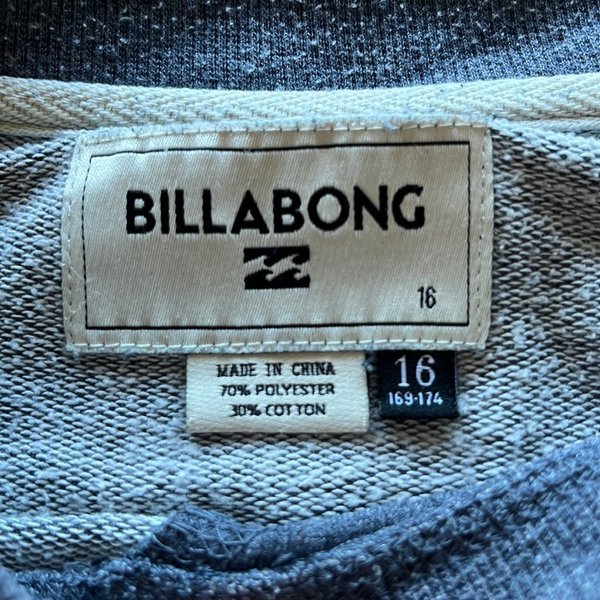 BILLABONG
16
MADE IN CHINA
70% POLYESTER
30% COTTON
16
169-174